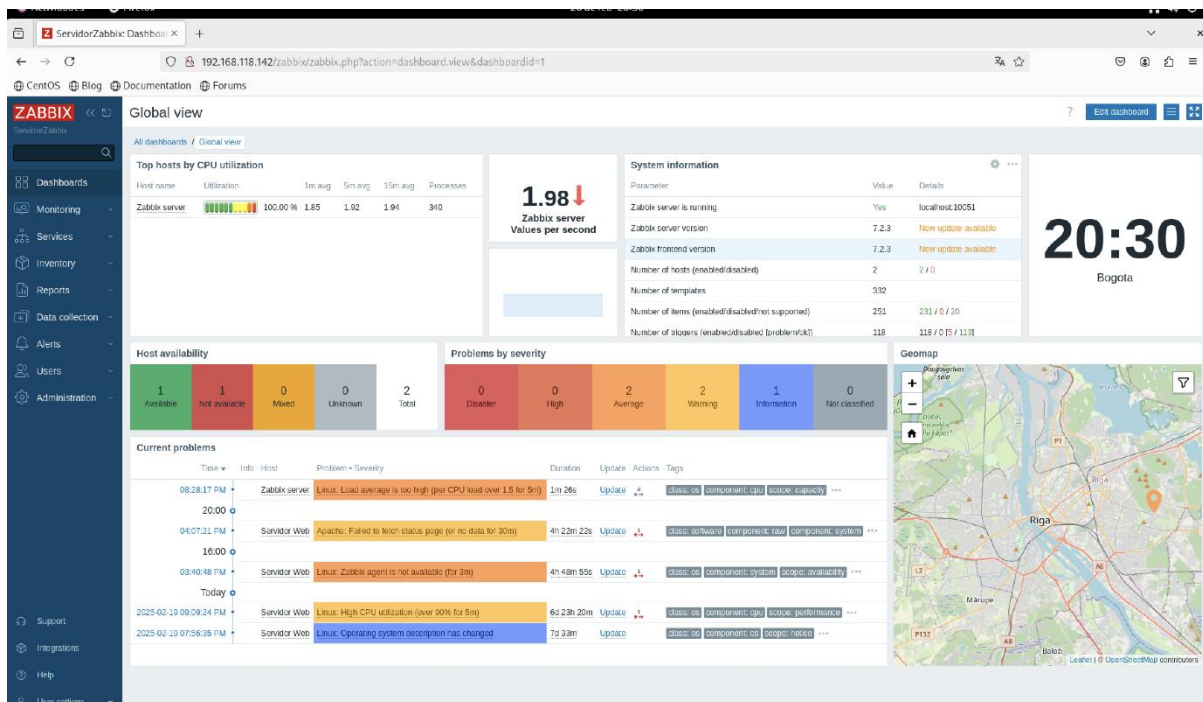 ServidorZabbix: Dashboar
192.168.118.142/zabbix/zabbix.php?action=dashboard.view&dashboardid=1
CentOS Blog Documentation Forums
ZABBIX
ServidorZabbix
Global view
? Edit dashboard
All dashboards / Global view
Dashboards
Monitoring
Services
Inventory
Reports
Data collection
Alerts
Users
Administration
Support
Integrations
Help
User settings
Top hosts by CPU utilization
Host name Utilization 1m avg 5m avg 15m avg Processes
Zabbix server 100.00 % 1.85 1.92 1.94 340
1.98
Zabbix server
Values per second
System information
Parameter Value Details
Zabbix server is running Yes localhost:10051
Zabbix server version 7.2.3 New update available
Zabbix frontend version 7.2.3 New update available
Number of hosts (enabled/disabled) 2 2 / 0
Number of templates 332
Number of items (enabled/disabled/not supported) 251 231 / 0 / 20
Number of triggers (enabled/disabled [problem/ok]) 118 118 / 0 [5 / 113]
20:30
Bogota
Host availability
1 Available
1 Not available
0 Mixed
0 Unknown
2 Total
Problems by severity
0 Disaster
0 High
2 Average
2 Warning
1 Information
0 Not classified
Current problems
Time Info Host Problem • Severity Duration Update Actions Tags
08:28:17 PM Zabbix server Linux: Load average is too high (per CPU load over 1.5 for 5m) 1m 26s Update class: os component: cpu scope: capacity
20:00
04:07:21 PM Servidor Web Apache: Failed to fetch status page (or no data for 30m) 4h 22m 22s Update 1 class: software component: raw component: system
16:00
03:40:48 PM Servidor Web Linux: Zabbix agent is not available (for 3m) 4h 48m 55s Update 1 class: os component: system scope: availability
Today
2025-02-19 09:09:24 PM Servidor Web Linux: High CPU utilization (over 90% for 5m) 6d 23h 20m Update 1 class: os component: cpu scope: performance
2025-02-19 07:56:35 PM Servidor Web Linux: Operating system description has changed 7d 33m Update class: os component: os scope: notice
Geomap
+
−
P1
Riga
Riga
L2
A6
Mārupe
P132
A8
Baloži
Leaflet | © OpenStreetMap contributors